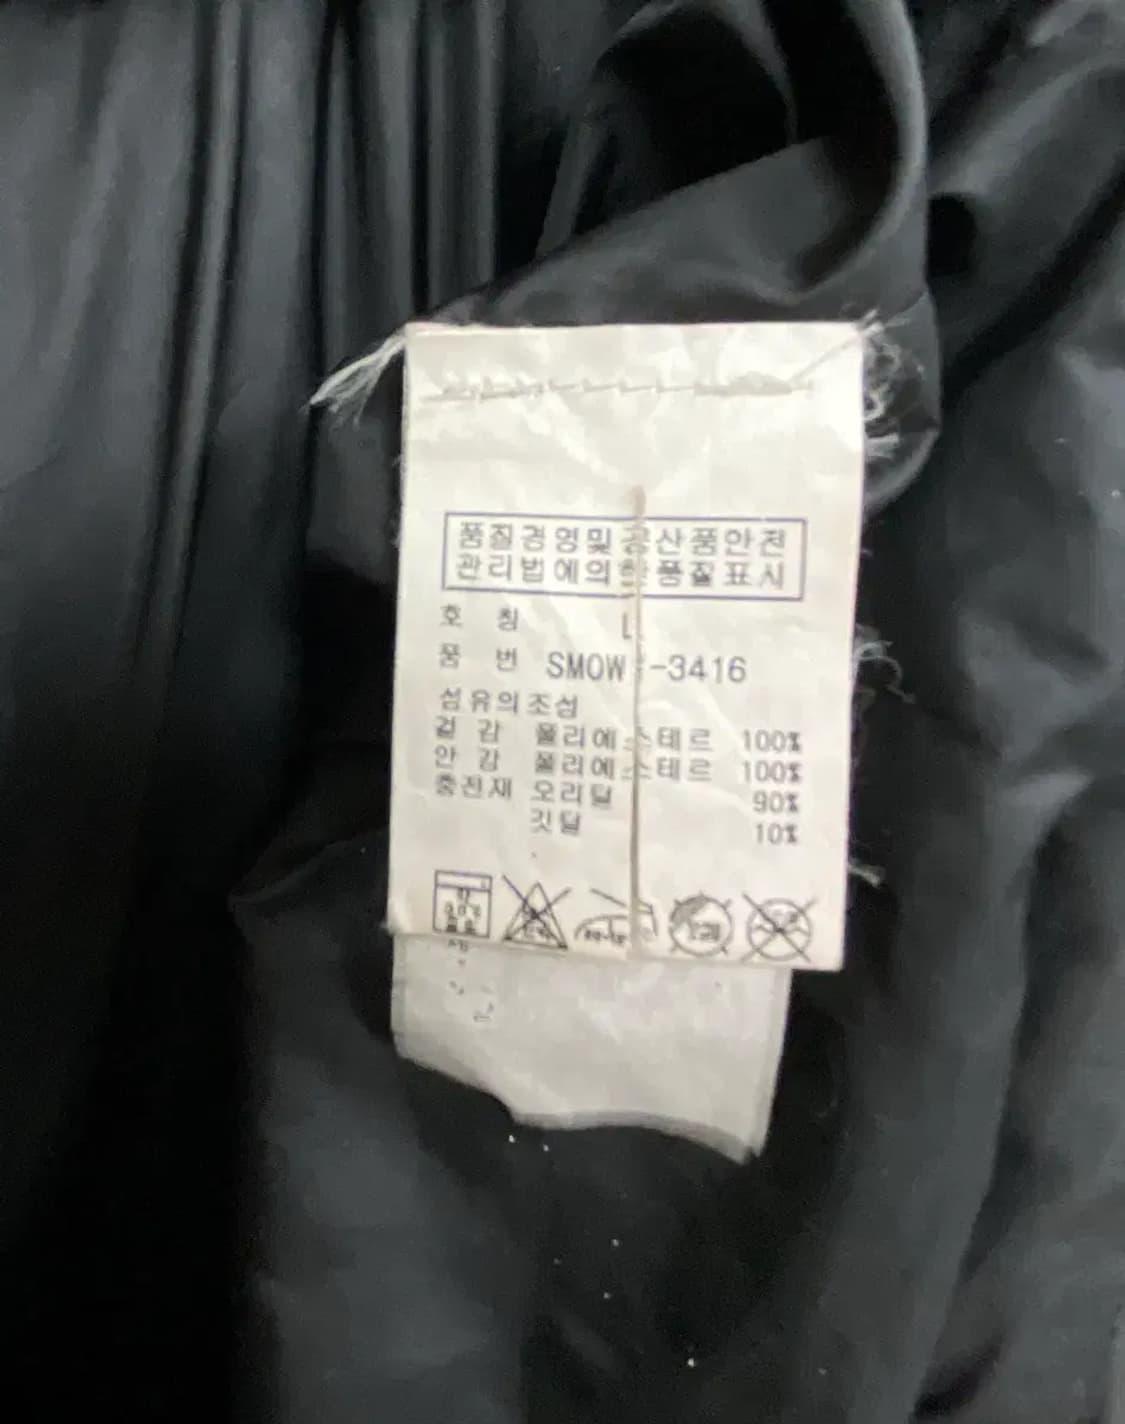 품질경영및공산품안전
관리법에의한품질표시
호 칭 L
품 번 SMOW -3416
섬유의조성
겉 감 폴리에스테르 100%
안 감 폴리에스테르 100%
충전재 오리털 90%
깃털 10%